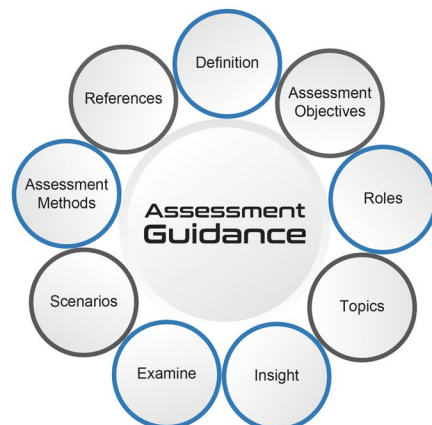 Definition
Assessment
Objectives
Roles
Topics
Insight
Examine
Scenarios
Assessment
Methods
References
Assessment
Guidance